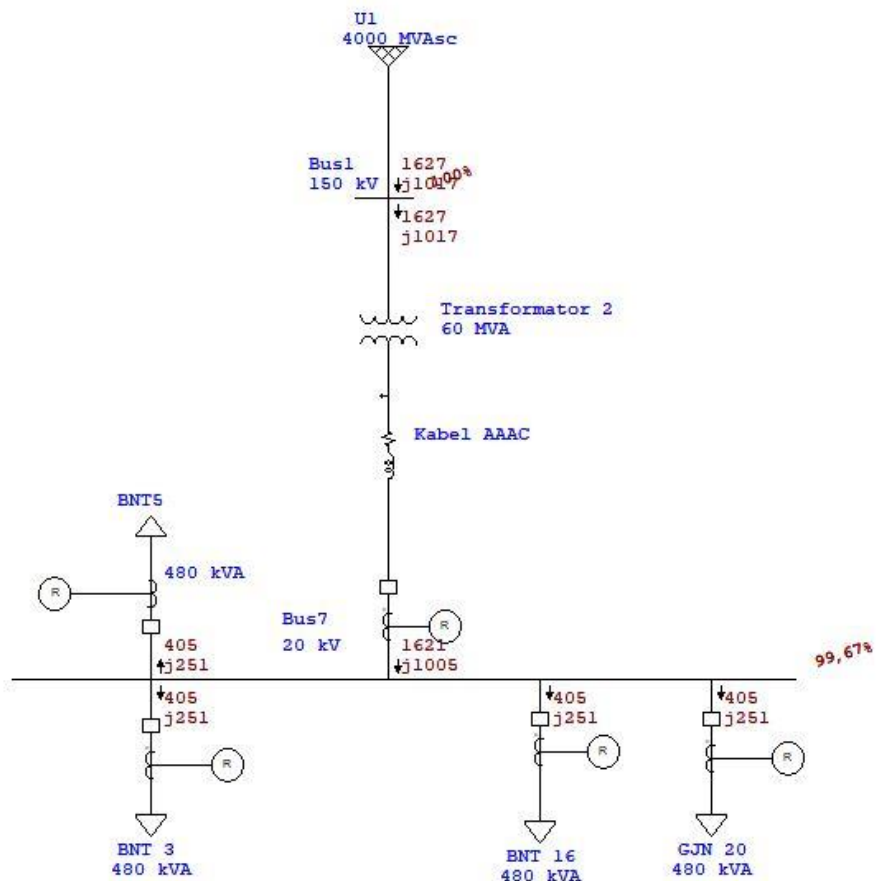 U1
4000 MVAsc
Bus1
150 kV
1627
j1017
100%
1627
j1017
Transformator 2
60 MVA
Kabel AAAC
BNT5
480 kVA
R
Bus7
20 kV
R
1621
j1005
405
j251
99,67%
405
j251
405
j251
405
j251
R
R
R
BNT 3
480 kVA
BNT 16
480 kVA
GJN 20
480 kVA